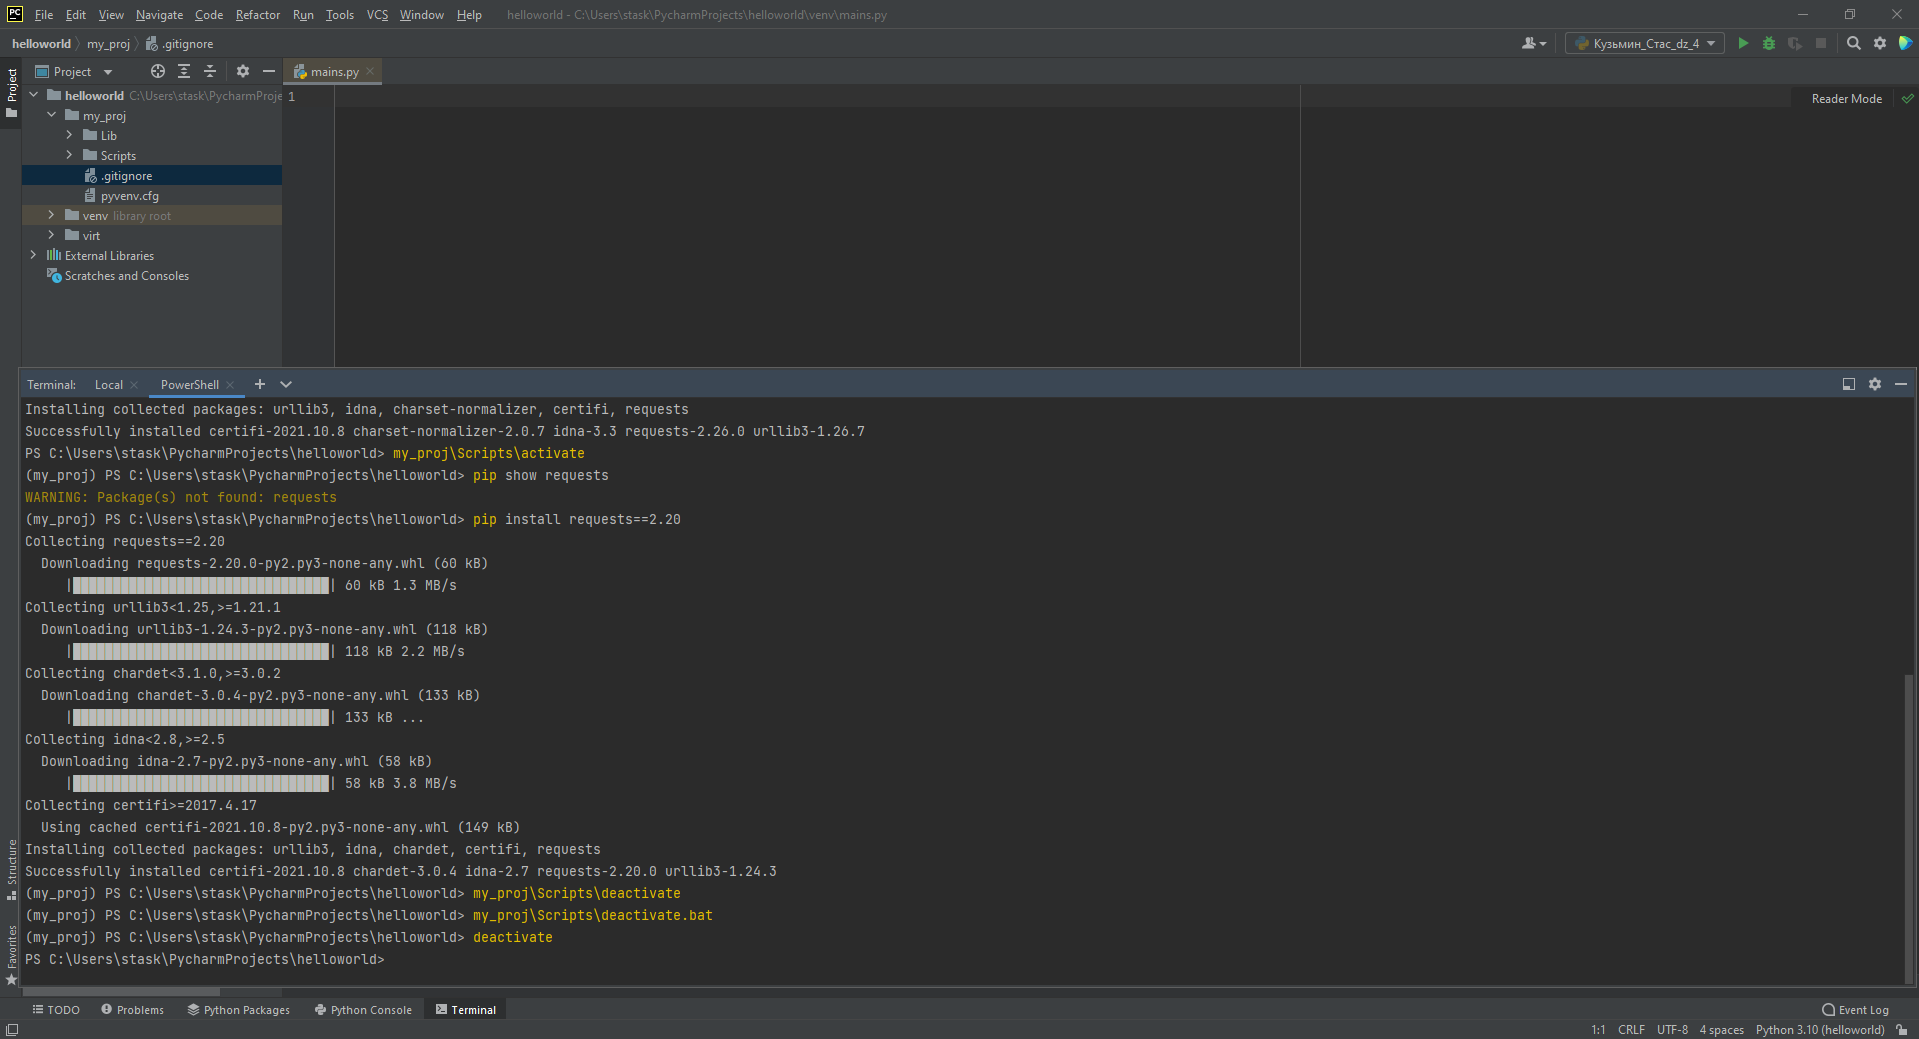 PC File Edit View Navigate Code Refactor Run Tools VCS Window Help helloworld - C:\Users\stask\PycharmProjects\helloworld\venv\mains.py
helloworld my_proj .gitignore Кузьмин_Стас_dz_4
Project Project mains.py
helloworld C:\Users\stask\PycharmProje 1 Reader Mode
my_proj
Lib
Scripts
.gitignore
pyvenv.cfg
venv library root
virt
External Libraries
Scratches and Consoles
Terminal: Local PowerShell
Installing collected packages: urllib3, idna, charset-normalizer, certifi, requests
Successfully installed certifi-2021.10.8 charset-normalizer-2.0.7 idna-3.3 requests-2.26.0 urllib3-1.26.7
PS C:\Users\stask\PycharmProjects\helloworld> my_proj\Scripts\activate
(my_proj) PS C:\Users\stask\PycharmProjects\helloworld> pip show requests
WARNING: Package(s) not found: requests
(my_proj) PS C:\Users\stask\PycharmProjects\helloworld> pip install requests==2.20
Collecting requests==2.20
Downloading requests-2.20.0-py2.py3-none-any.whl (60 kB)
|████████████████████████████████| 60 kB 1.3 MB/s
Collecting urllib3<1.25,>=1.21.1
Downloading urllib3-1.24.3-py2.py3-none-any.whl (118 kB)
|████████████████████████████████| 118 kB 2.2 MB/s
Collecting chardet<3.1.0,>=3.0.2
Downloading chardet-3.0.4-py2.py3-none-any.whl (133 kB)
|████████████████████████████████| 133 kB ...
Collecting idna<2.8,>=2.5
Downloading idna-2.7-py2.py3-none-any.whl (58 kB)
|████████████████████████████████| 58 kB 3.8 MB/s
Collecting certifi>=2017.4.17
Using cached certifi-2021.10.8-py2.py3-none-any.whl (149 kB)
Installing collected packages: urllib3, idna, chardet, certifi, requests
Successfully installed certifi-2021.10.8 chardet-3.0.4 idna-2.7 requests-2.20.0 urllib3-1.24.3
(my_proj) PS C:\Users\stask\PycharmProjects\helloworld> my_proj\Scripts\deactivate
(my_proj) PS C:\Users\stask\PycharmProjects\helloworld> my_proj\Scripts\deactivate.bat
(my_proj) PS C:\Users\stask\PycharmProjects\helloworld> deactivate
PS C:\Users\stask\PycharmProjects\helloworld>
Structure
Favorites
TODO Problems Python Packages Python Console Terminal Event Log
1:1 CRLF UTF-8 4 spaces Python 3.10 (helloworld)